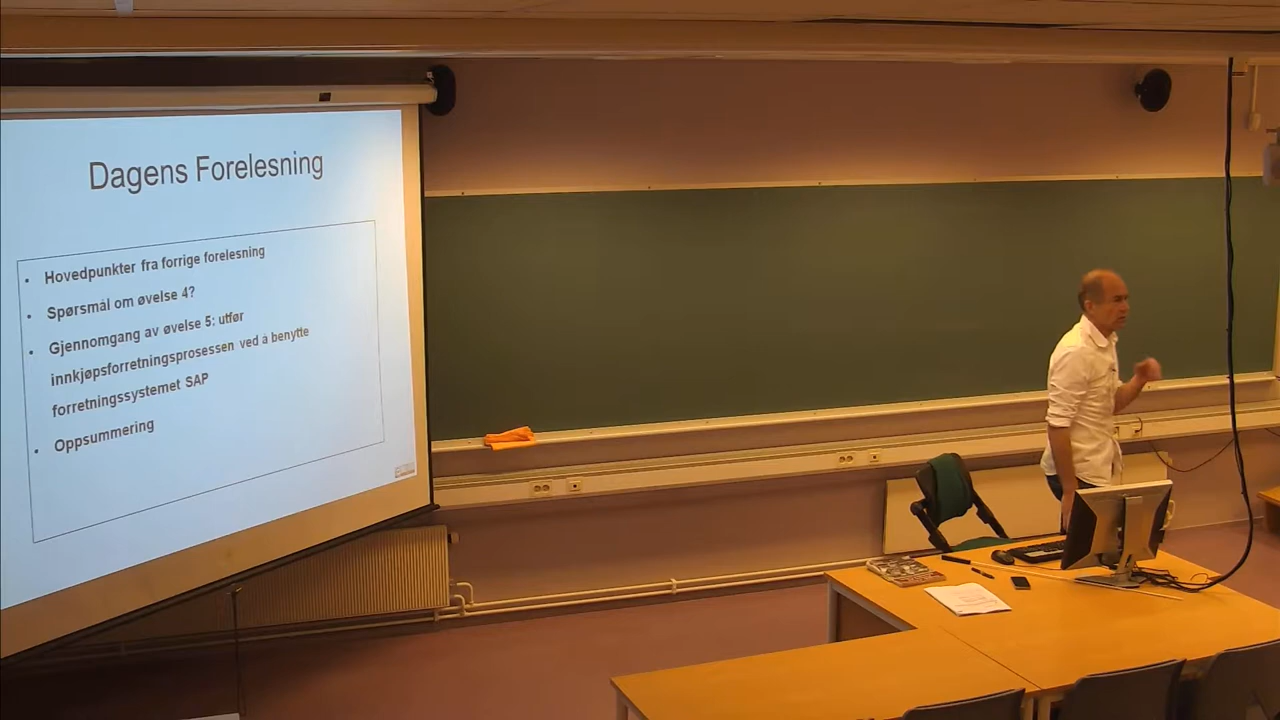 Dagens Forelesning
• Hovedpunkter fra forrige forelesning
• Spørsmål om øvelse 4?
• Gjennomgang av øvelse 5: utfør
innkjøpsforretningsprosessen ved å benytte
forretningssystemet SAP
• Oppsummering